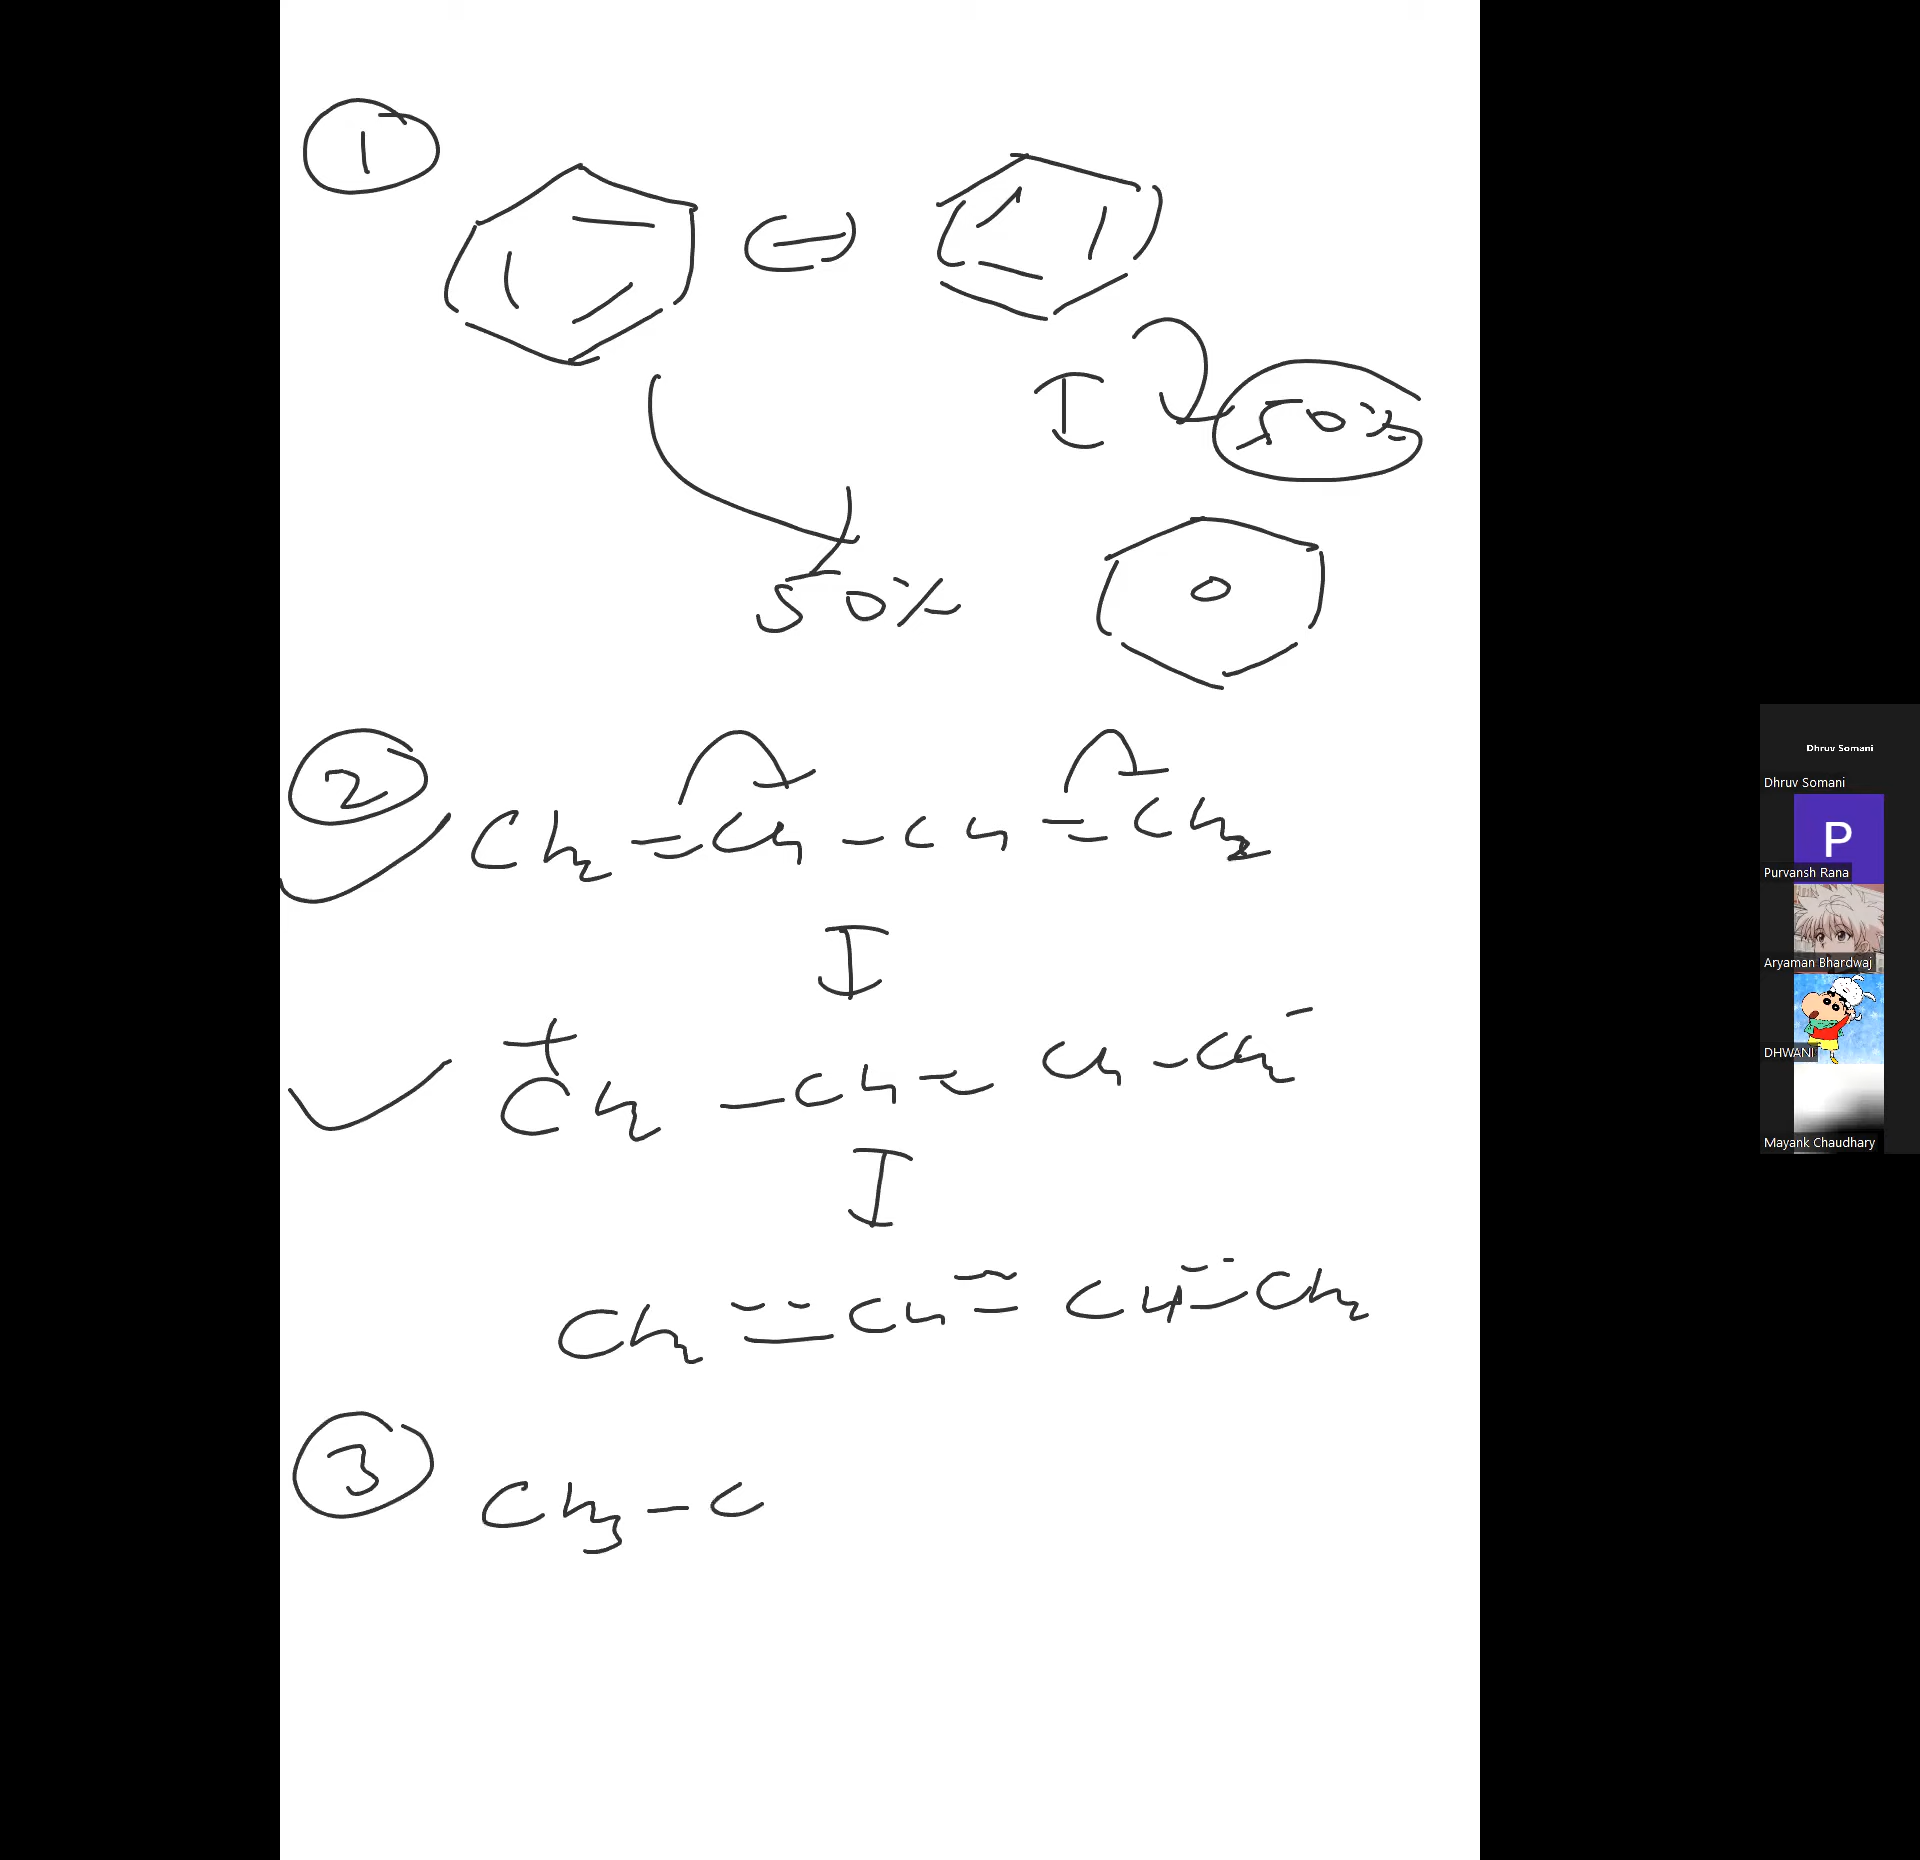 1
I
50%
50%
2
CH2 = CH - CH = CH2
I
+
CH2 - CH = CH - CH2-
I
CH2 = CH = CH = CH2
3
CH3 - C
Dhruv Somani
Dhruv Somani
P
Purvansh Rana
Aryaman Bhardwaj
DHWANI
Mayank Chaudhary